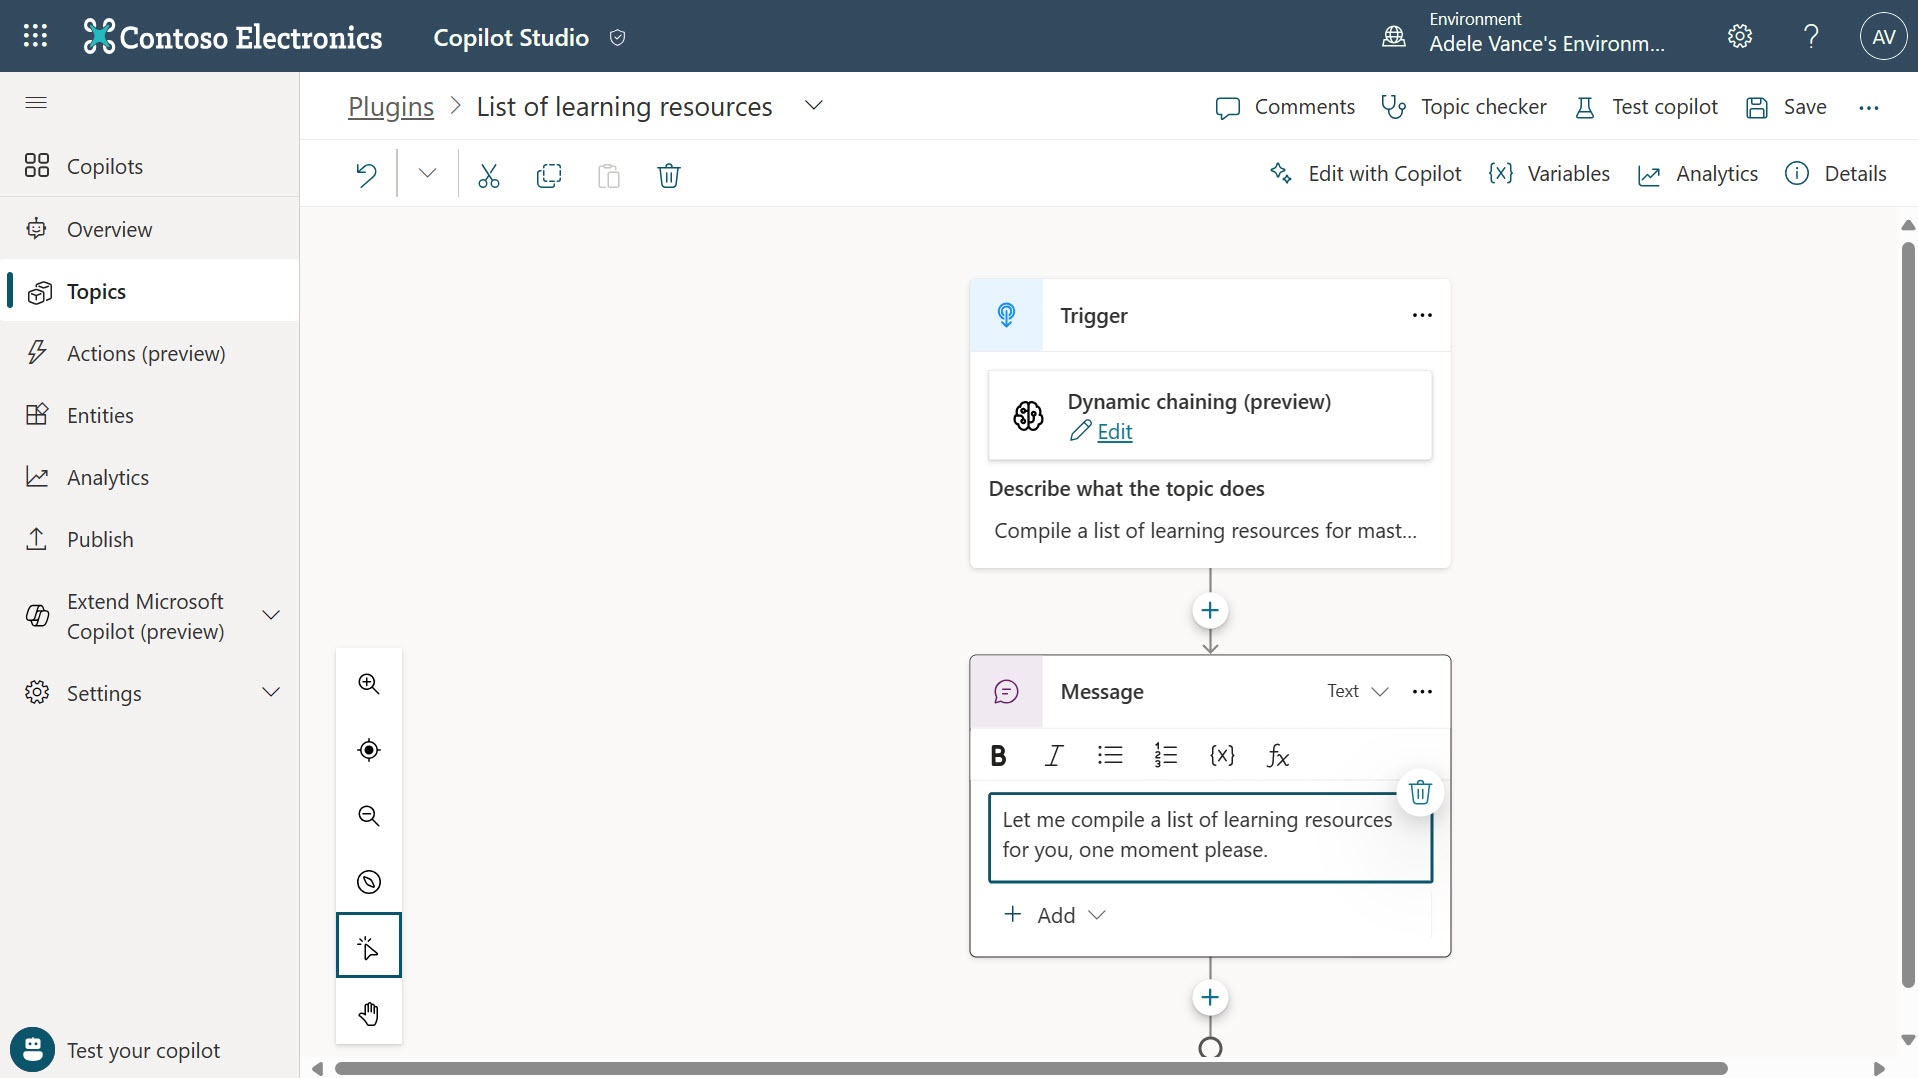 Contoso Electronics
Copilot Studio
Environment
Adele Vance's Environm...
AV
Plugins
List of learning resources
Comments
Topic checker
Test copilot
Save
Edit with Copilot
Variables
Analytics
Details
Copilots
Overview
Topics
Actions (preview)
Entities
Analytics
Publish
Extend Microsoft
Copilot (preview)
Settings
Test your copilot
Trigger
Dynamic chaining (preview)
Edit
Describe what the topic does
Compile a list of learning resources for mast...
Message
Text
Let me compile a list of learning resources
for you, one moment please.
Add